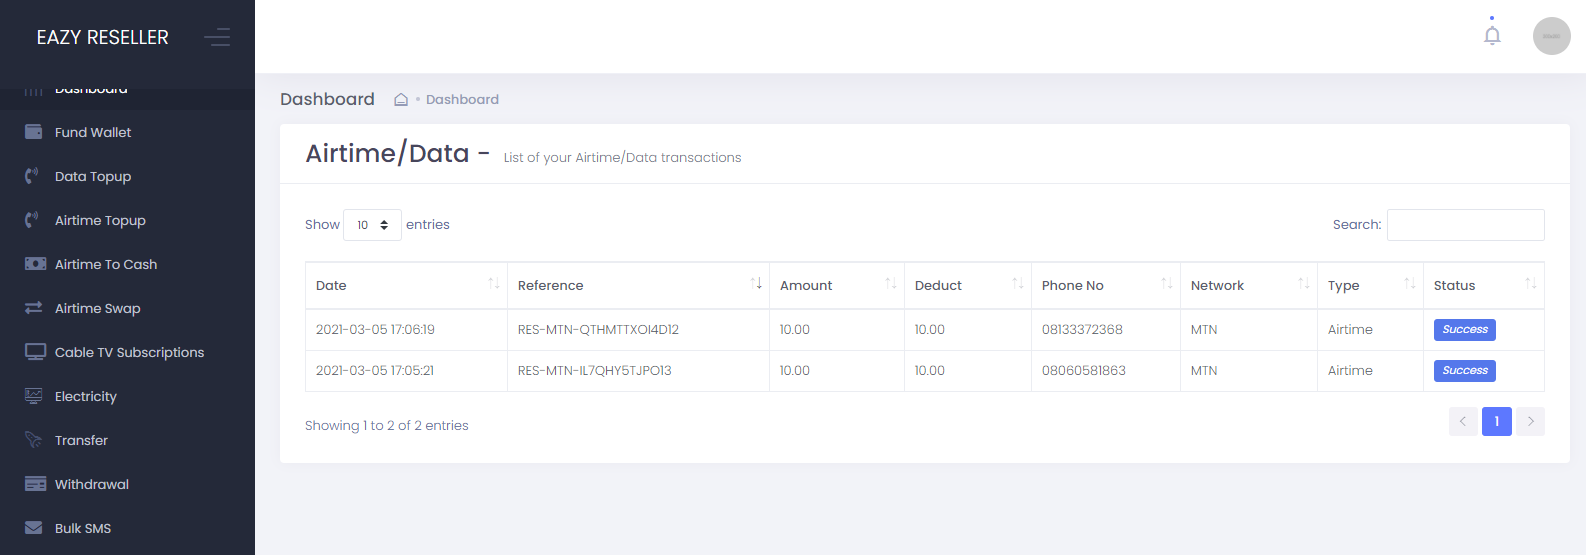 EAZY RESELLER
Dashboard
Fund Wallet
Data Topup
Airtime Topup
Airtime To Cash
Airtime Swap
Cable TV Subscriptions
Electricity
Transfer
Withdrawal
Bulk SMS
Dashboard Dashboard
Airtime/Data - List of your Airtime/Data transactions
Show 10 entries Search:
Date Reference Amount Deduct Phone No Network Type Status
2021-03-05 17:06:19 RES-MTN-QTHMTTXOI4D12 10.00 10.00 08133372368 MTN Airtime Success
2021-03-05 17:05:21 RES-MTN-IL7QHY5TJPO13 10.00 10.00 08060581863 MTN Airtime Success
Showing 1 to 2 of 2 entries 1